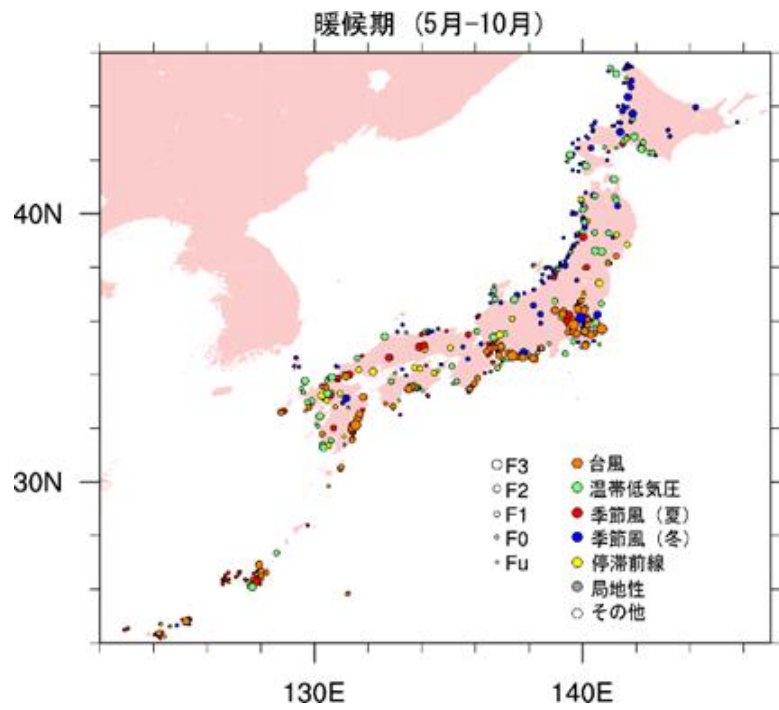 暖候期 (5月-10月)
40N
30N
F3
F2
F1
F0
Fu
台風
温帯低気圧
季節風（夏）
季節風（冬）
停滞前線
局地性
その他
130E
140E